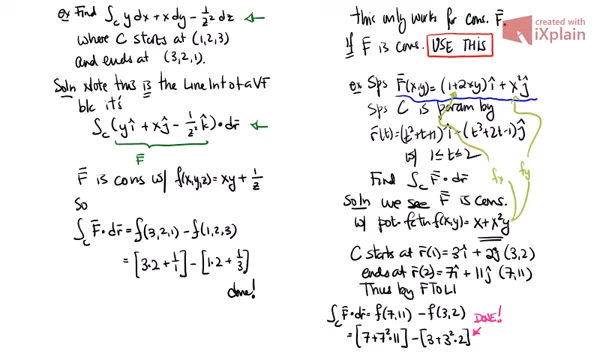 ex Find ∫_C y dx + x dy - 1/z² dz
where C starts at (1,2,3)
and ends at (3,2,1).
Soln Note this is the Line Int of a VF
b/c it's
∫_C (yî + xĵ - 1/z² k̂) • dr̄
F̄
F̄ is cons w/ f(x,y,z) = xy + 1/z
So
∫_C F̄•dr̄ = f(3,2,1) - f(1,2,3)
= [3·2 + 1/1] - [1·2 + 1/3]
done!
this only works for cons. F̄.
If F̄ is cons. USE THIS
created with
iXplain
ex Sps F̄(x,y) = (1+2xy)î + x²ĵ
Sps C is param by
r̄(t) = (t²+t+1)î + (t³+2t-1)ĵ
w/ 1≤t≤2
fx fy
Find ∫_C F̄•dr̄
Soln we see F̄ is cons.
w/ pot. fctn f(x,y) = x + x²y
C starts at r̄(1) = 3î + 2ĵ (3,2)
ends at r̄(2) = 7î + 11ĵ (7,11)
Thus by FTOLI
∫_C F̄•dr̄ = f(7,11) - f(3,2) DONE!
= [7+7²·11] - [3+3²·2]